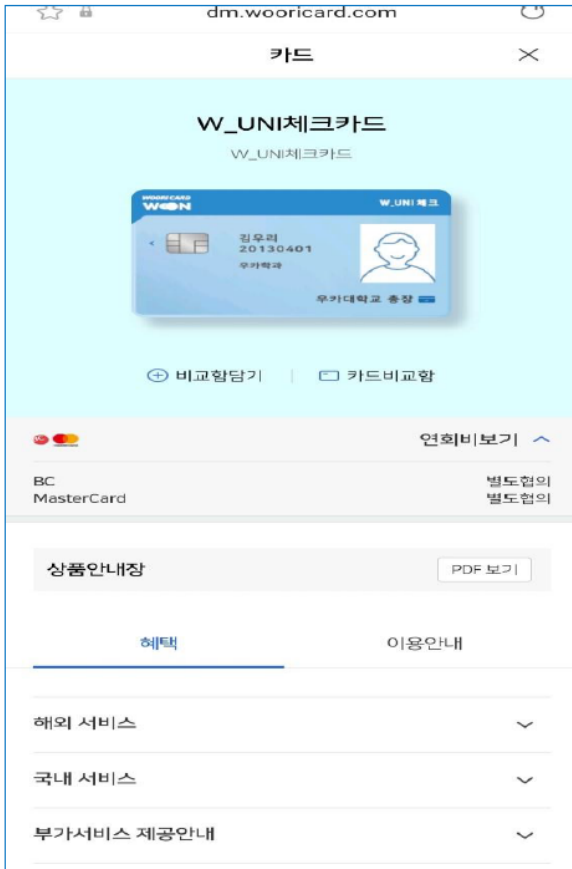 dm.wooricard.com
카드
W_UNI체크카드
W_UNI체크카드
WOORI CARD
WON
W_UNI 체크
김우리
20130401
우카학과
우카대학교 총장
비교함담기
카드비교함
연회비보기
BC
별도협의
MasterCard
별도협의
상품안내장
PDF 보기
혜택
이용안내
해외 서비스
국내 서비스
부가서비스 제공안내